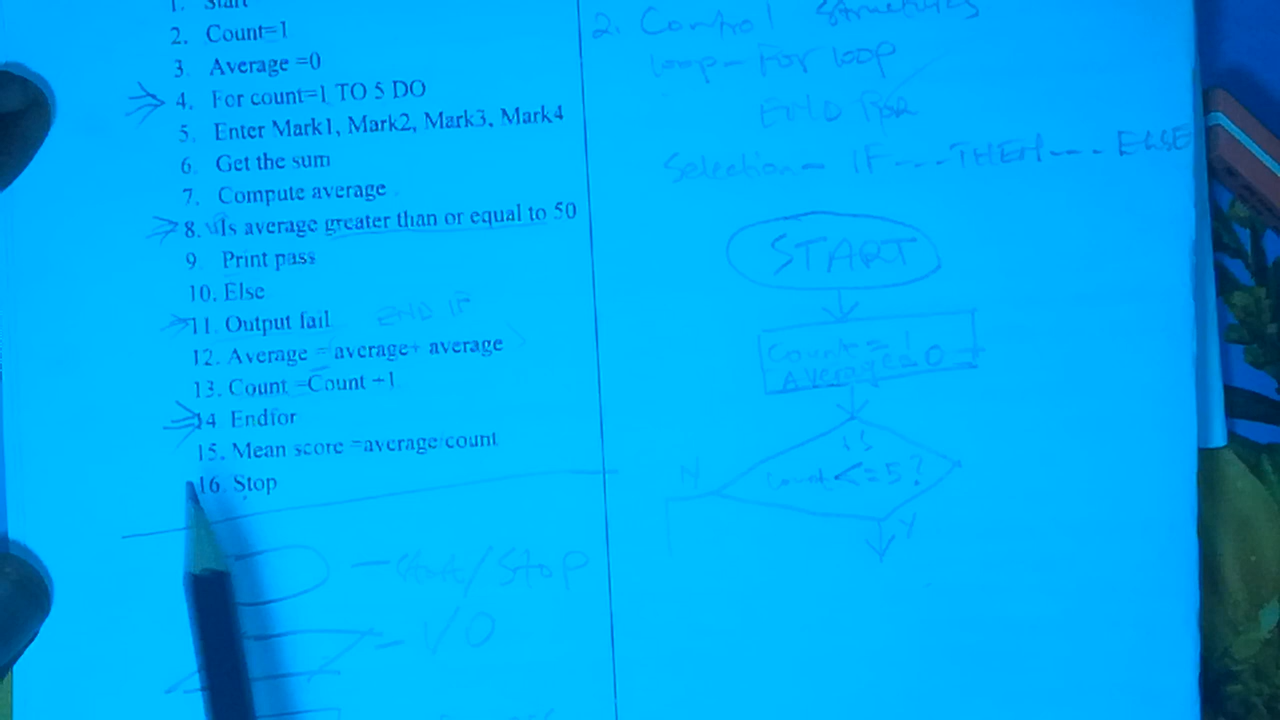 1. Start
2. Count=1
3. Average =0
4. For count=1 TO 5 DO
5. Enter Mark1, Mark2, Mark3, Mark4
6. Get the sum
7. Compute average
8. Is average greater than or equal to 50
9. Print pass
10. Else
11. Output fail END IF
12. Average = average+ average
13. Count =Count +1
14. Endfor
15. Mean score =average/count
16. Stop
- Start/Stop
- I/O
2. Control Structures
loop - For loop
END FOR
Selection - IF --- THEN --- ELSE
START
Count = 1
Average = 0
is
count <= 5?
N
Y